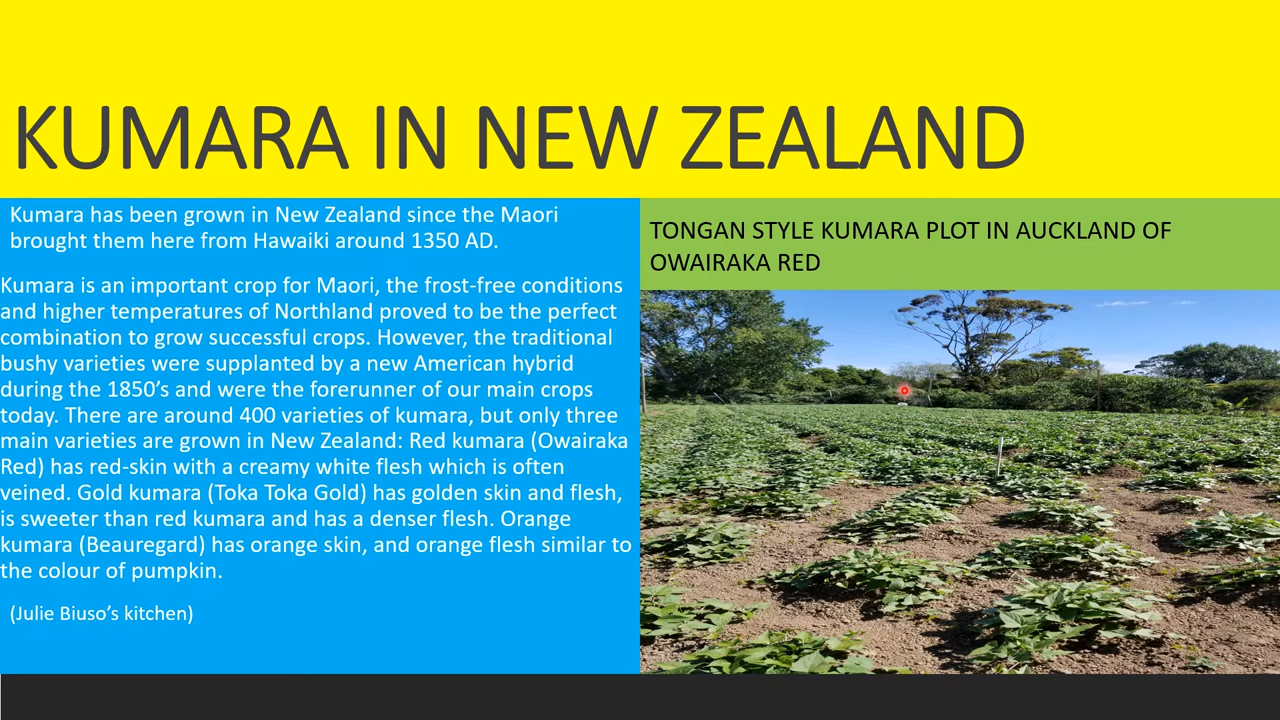 KUMARA IN NEW ZEALAND
Kumara has been grown in New Zealand since the Maori
brought them here from Hawaiki around 1350 AD.
Kumara is an important crop for Maori, the frost-free conditions
and higher temperatures of Northland proved to be the perfect
combination to grow successful crops. However, the traditional
bushy varieties were supplanted by a new American hybrid
during the 1850’s and were the forerunner of our main crops
today. There are around 400 varieties of kumara, but only three
main varieties are grown in New Zealand: Red kumara (Owairaka
Red) has red-skin with a creamy white flesh which is often
veined. Gold kumara (Toka Toka Gold) has golden skin and flesh,
is sweeter than red kumara and has a denser flesh. Orange
kumara (Beauregard) has orange skin, and orange flesh similar to
the colour of pumpkin.
(Julie Biuso’s kitchen)
TONGAN STYLE KUMARA PLOT IN AUCKLAND OF
OWAIRAKA RED